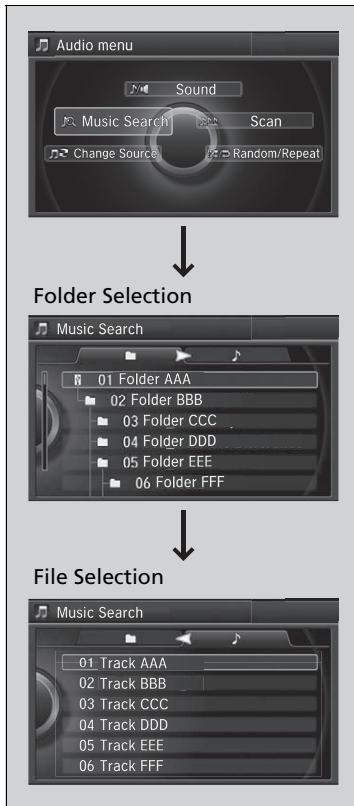 Audio menu
Sound
Music Search
Scan
Change Source
Random/Repeat
Folder Selection
Music Search
01 Folder AAA
02 Folder BBB
03 Folder CCC
04 Folder DDD
05 Folder EEE
06 Folder FFF
File Selection
Music Search
01 Track AAA
02 Track BBB
03 Track CCC
04 Track DDD
05 Track EEE
06 Track FFF